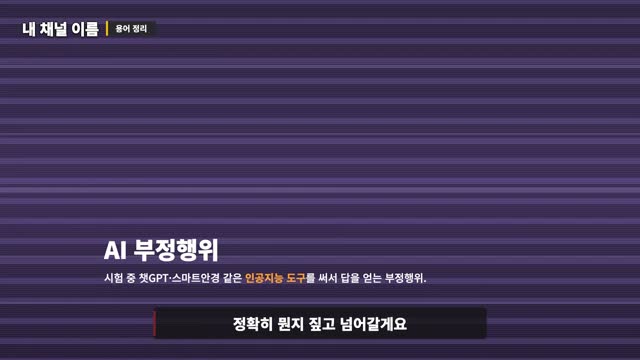 내 채널 이름
용어 정리
AI 부정행위
시험 중 챗GPT·스마트안경 같은 인공지능 도구를 써서 답을 얻는 부정행위.
정확히 뭔지 짚고 넘어갈게요